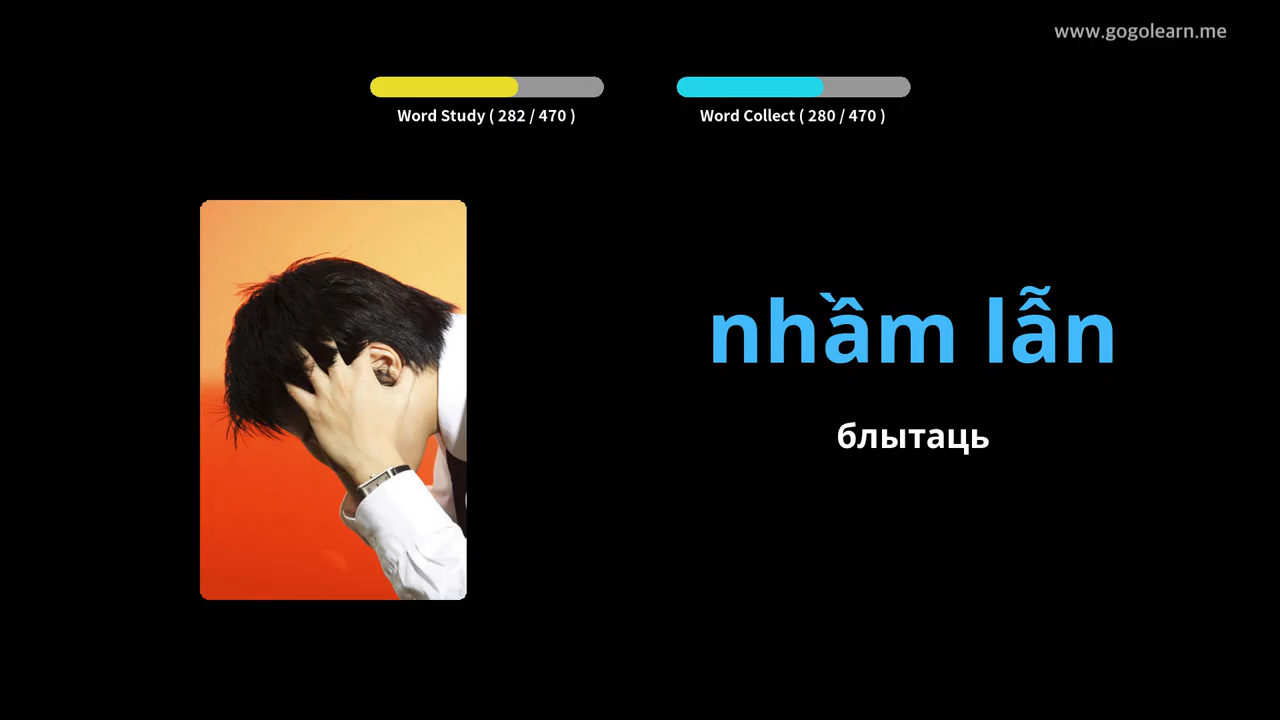 www.gogolearn.me
Word Study ( 282 / 470 )
Word Collect ( 280 / 470 )
nhầm lẫn
блытаць